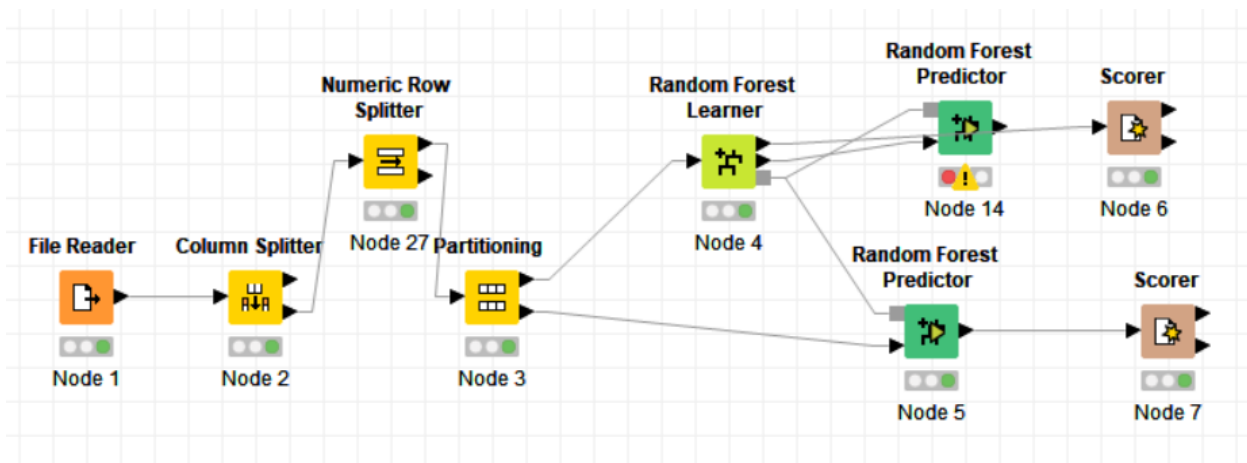 Random Forest
Predictor
Scorer
Numeric Row
Splitter
Random Forest
Learner
Node 14
Node 6
Node 27
Node 4
File Reader
Column Splitter
Partitioning
Random Forest
Predictor
Scorer
Node 1
Node 2
Node 3
Node 5
Node 7